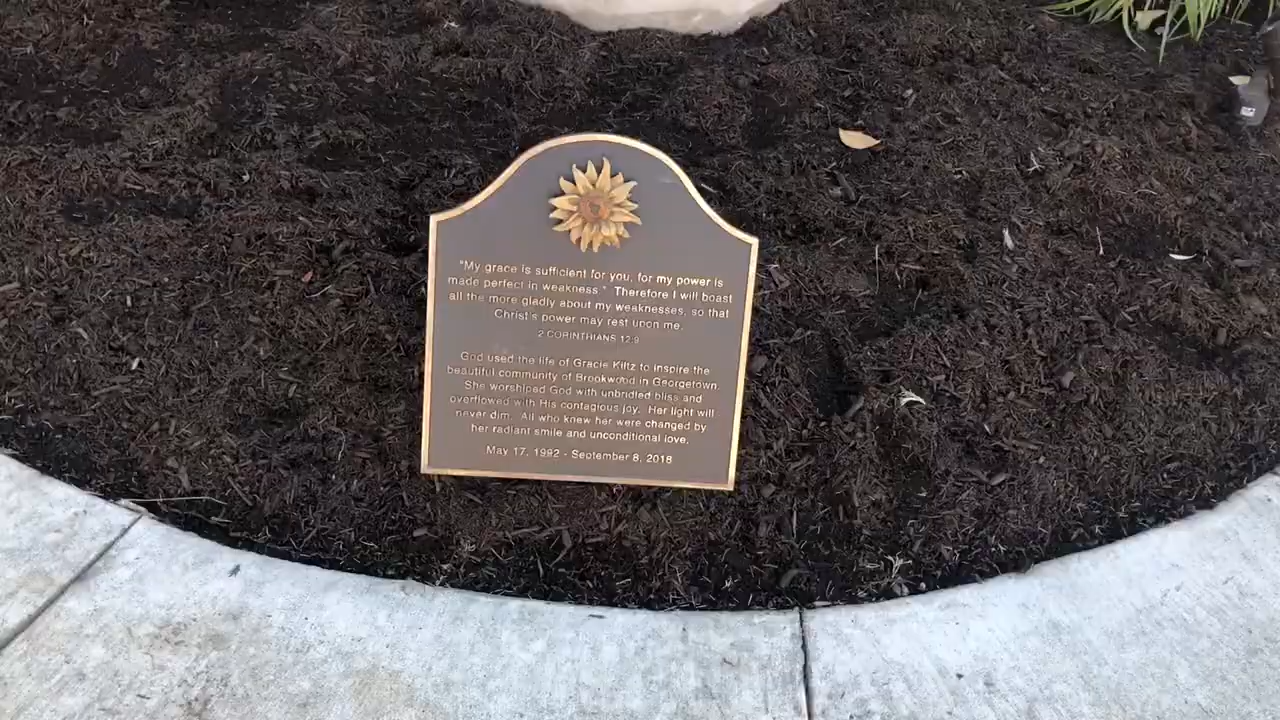 "My grace is sufficient for you, for my power is
made perfect in weakness." Therefore I will boast
all the more gladly about my weaknesses, so that
Christ's power may rest upon me.
2 CORINTHIANS 12:9
God used the life of Gracie Kiltz to inspire the
beautiful community of Brookwood in Georgetown.
She worshiped God with unbridled bliss and
overflowed with His contagious joy. Her light will
never dim. All who knew her were changed by
her radiant smile and unconditional love.
May 17, 1992 - September 8, 2018